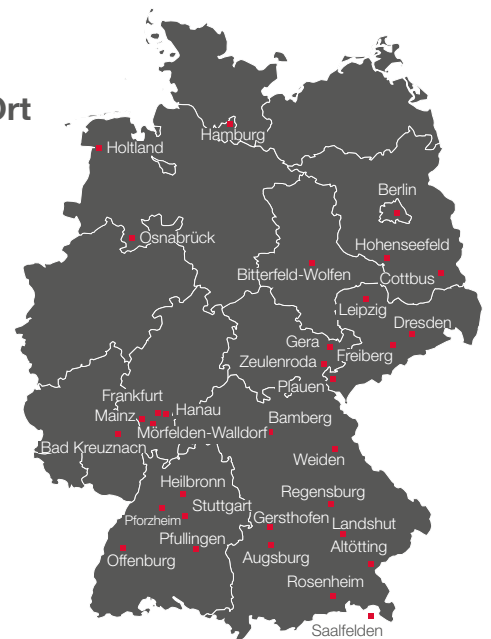 Ort
Hamburg
Holtland
Berlin
Osnabrück
Hohenseefeld
Bitterfeld-Wolfen
Cottbus
Leipzig
Dresden
Gera
Freiberg
Zeulenroda
Plauen
Frankfurt
Hanau
Mainz
Bamberg
Mörfelden-Walldorf
Bad Kreuznach
Weiden
Heilbronn
Regensburg
Stuttgart
Pforzheim
Gersthofen
Landshut
Pfullingen
Altötting
Offenburg
Augsburg
Rosenheim
Saalfelden